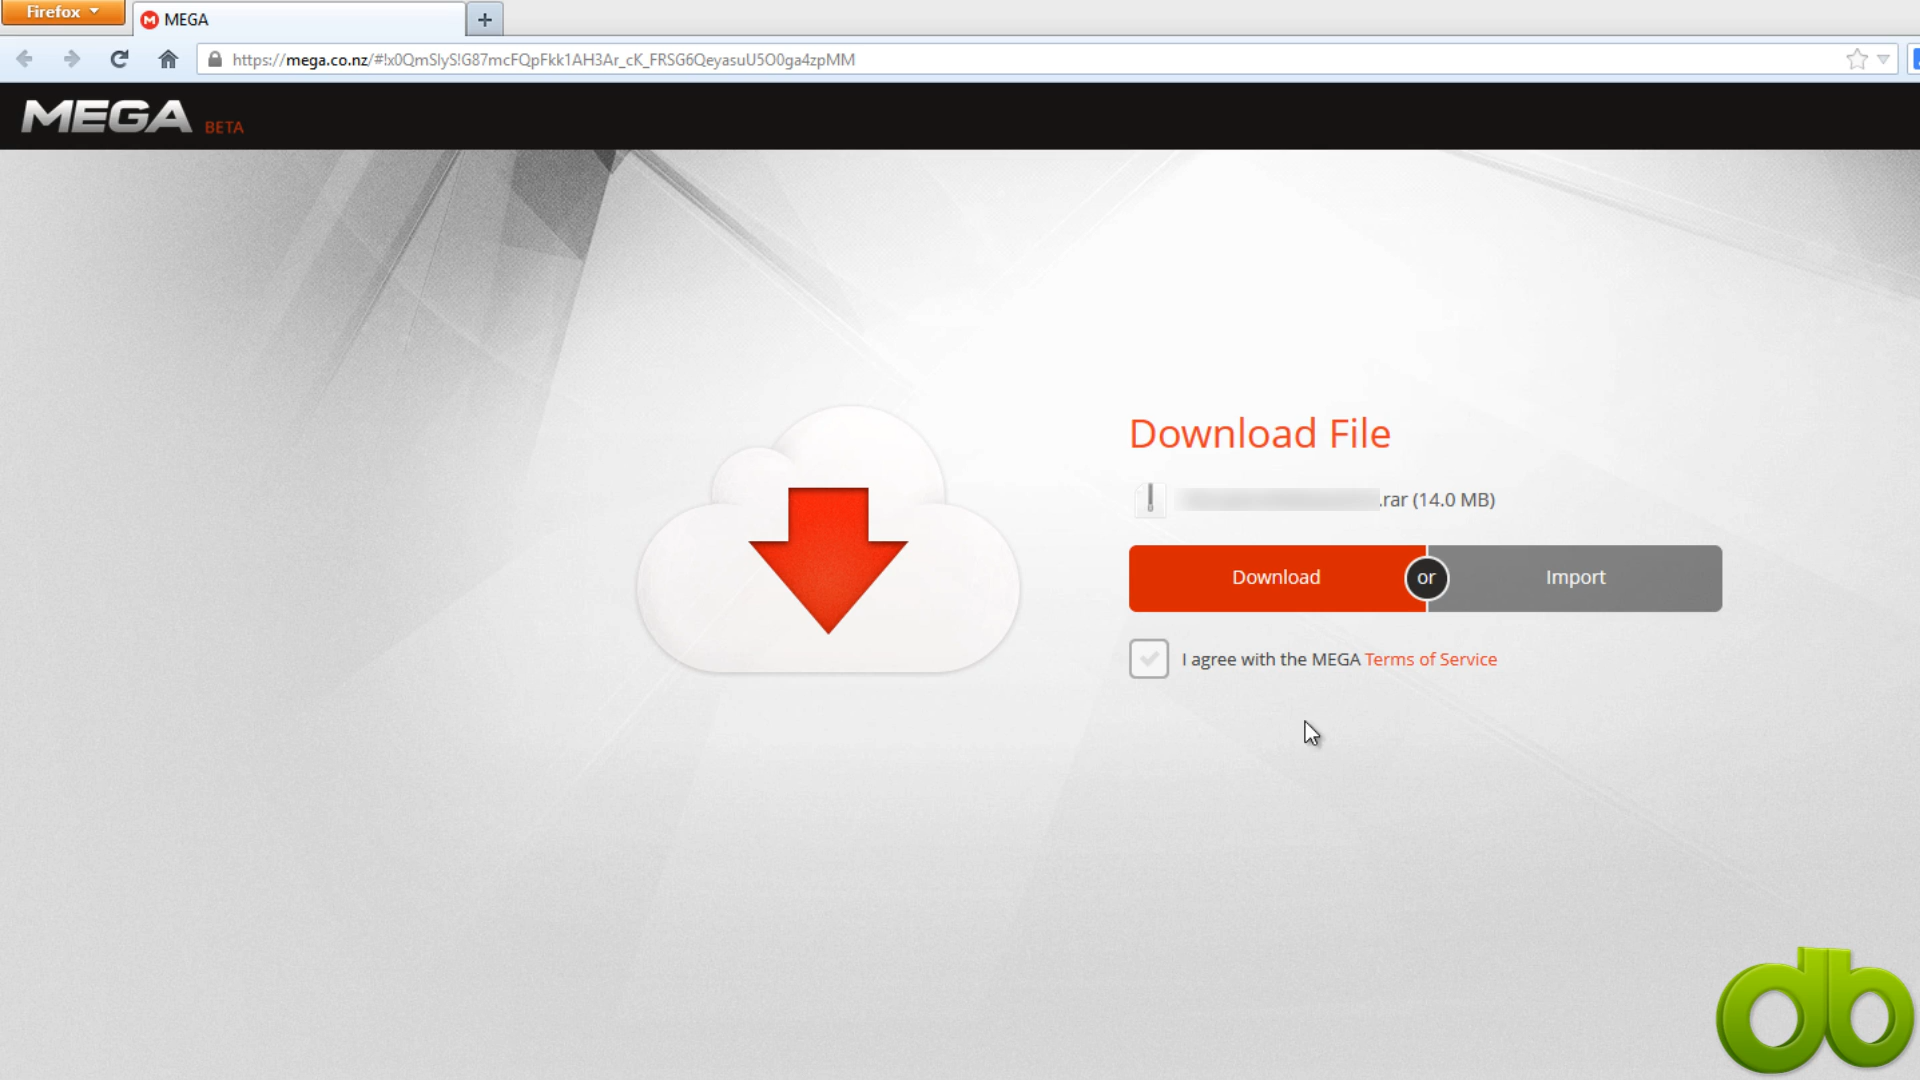 Firefox
MEGA
https://mega.co.nz/#!x0QmSlyS!G87mcFQpFkk1AH3Ar_cK_FRSG6QeyasuU5O0ga4zpMM
MEGA BETA
Download File
.rar (14.0 MB)
Download or Import
I agree with the MEGA Terms of Service
db